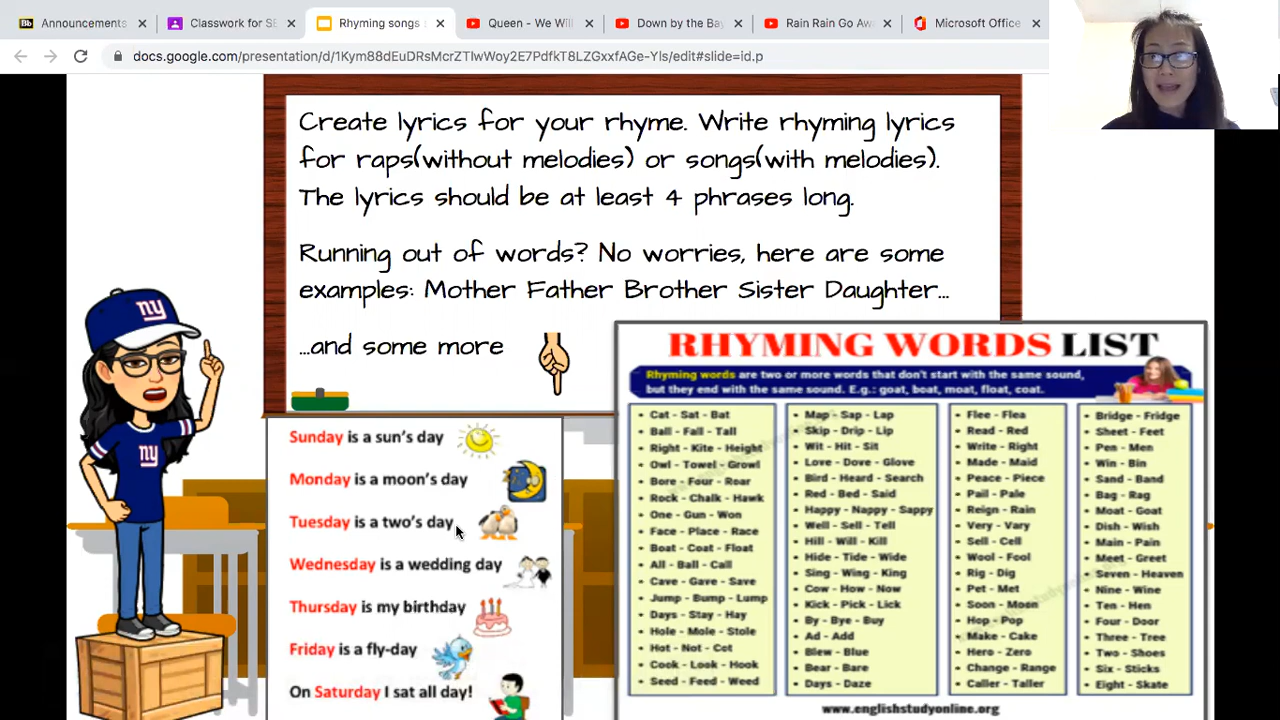 Announcements
Classwork for SE
Rhyming songs
Queen - We Wi
Down by the Bay
Rain Rain Go Aw
Microsoft Office
docs.google.com/presentation/d/1Kym88dEuDRsMcrZTlwWoy2E7PdfkT8LZGxxfAGe-Yls/edit#slide=id.p
Create lyrics for your rhyme. Write rhyming lyrics
for raps(without melodies) or songs(with melodies).
The lyrics should be at least 4 phrases long.
Running out of words? No worries, here are some
examples: Mother Father Brother Sister Daughter...
...and some more
ny
ny
Sunday is a sun's day
Monday is a moon's day
Tuesday is a two's day
Wednesday is a wedding day
Thursday is my birthday
Friday is a fly-day
On Saturday I sat all day!
RHYMING WORDS LIST
Rhyming words are two or more words that don't start with the same sound,
but they end with the same sound. E.g.: goat, boat, moat, float, coat.
Cat - Sat - Bat
Ball - Fall - Tall
Right - Kite - Height
Owl - Towel - Growl
Bore - Four - Roar
Rock - Chalk - Hawk
One - Gun - Won
Face - Place - Race
Boat - Coat - Float
All - Ball - Call
Cave - Gave - Save
Jump - Bump - Lump
Days - Stay - Hay
Hole - Mole - Stole
Hot - Not - Cot
Cook - Look - Hook
Seed - Feed - Weed
Map - Sap - Lap
Skip - Drip - Lip
Wit - Hit - Sit
Love - Dove - Glove
Bird - Heard - Search
Red - Bed - Said
Happy - Nappy - Sappy
Well - Sell - Tell
Hill - Will - Kill
Hide - Tide - Wide
Sing - Wing - King
Cow - How - Now
Kick - Pick - Lick
By - Bye - Buy
Ad - Add
Blew - Blue
Bear - Bare
Days - Daze
Flee - Flea
Read - Red
Write - Right
Made - Maid
Peace - Piece
Pail - Pale
Reign - Rain
Very - Vary
Sell - Cell
Wool - Fool
Rig - Dig
Pet - Met
Soon - Moon
Hop - Pop
Make - Cake
Hero - Zero
Change - Range
Caller - Taller
Bridge - Fridge
Sheet - Feet
Pen - Men
Win - Bin
Sand - Band
Bag - Rag
Moat - Goat
Dish - Wish
Main - Pain
Meet - Greet
Seven - Heaven
Nine - Wine
Ten - Hen
Four - Door
Three - Tree
Two - Shoes
Six - Sticks
Eight - Skate
www.englishstudyonline.org